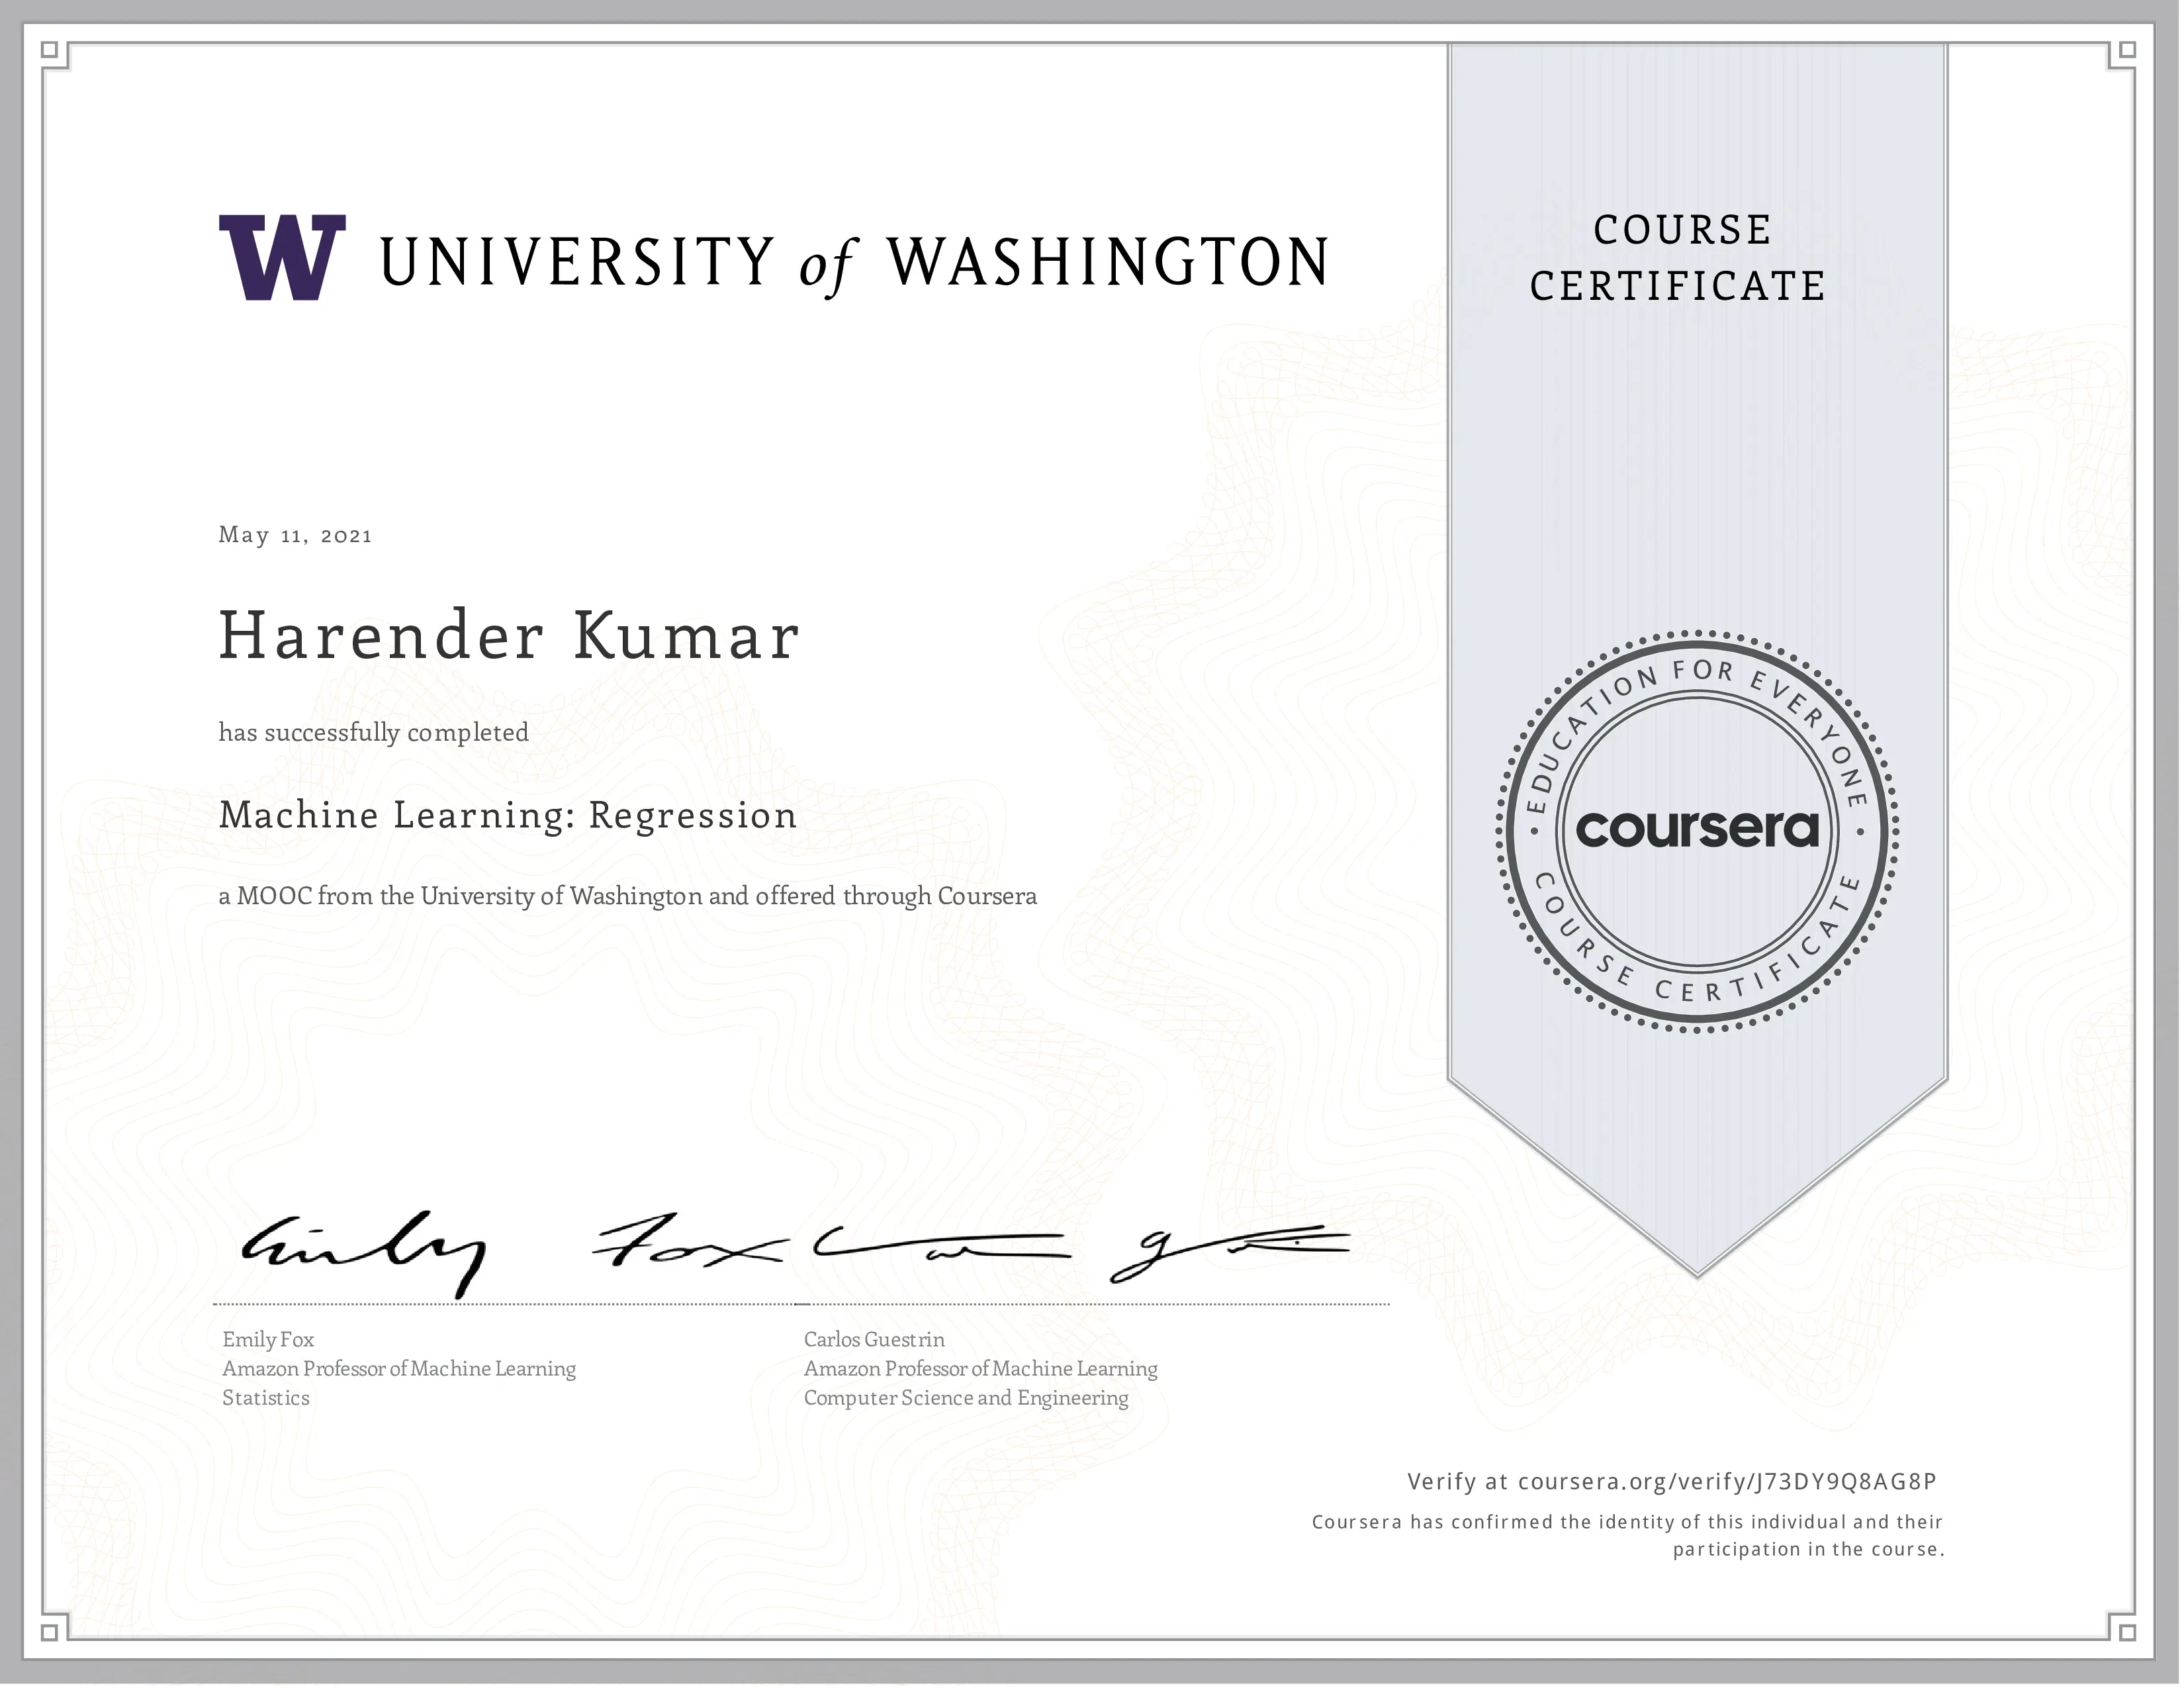 W UNIVERSITY of WASHINGTON
COURSE
CERTIFICATE
May 11, 2021
Harender Kumar
has successfully completed
Machine Learning: Regression
a MOOC from the University of Washington and offered through Coursera
EDUCATION FOR EVERYONE
coursera
COURSE CERTIFICATE
Emily Fox
Emily Fox
Amazon Professor of Machine Learning
Statistics
Carlos Guestrin
Amazon Professor of Machine Learning
Computer Science and Engineering
Verify at coursera.org/verify/J73DY9Q8AG8P
Coursera has confirmed the identity of this individual and their
participation in the course.